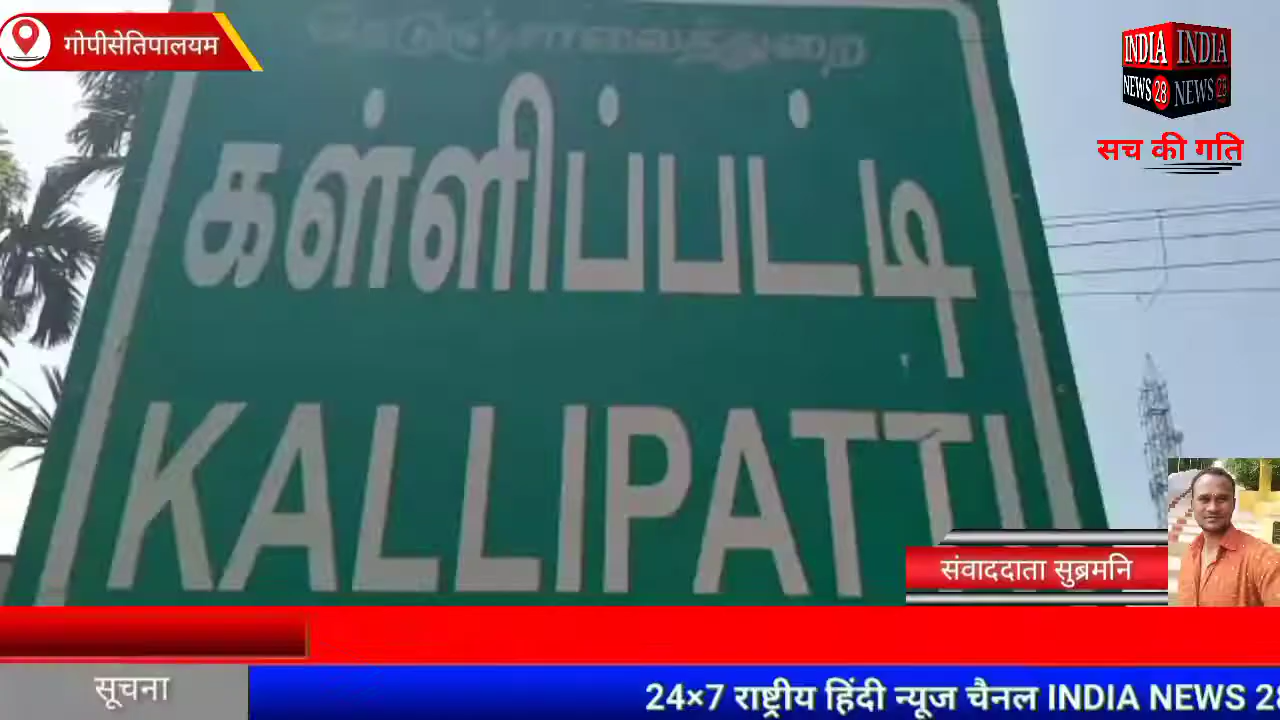 गोपीसेतिपालयम
INDIA INDIA
NEWS 28 NEWS 28
सच की गति
நெடுஞ்சாலைத்துறை
கள்ளிப்பட்டி
KALLIPATTI
संवाददाता सुब्रमनि
सूचना
24×7 राष्ट्रीय हिंदी न्यूज चैनल INDIA NEWS 28